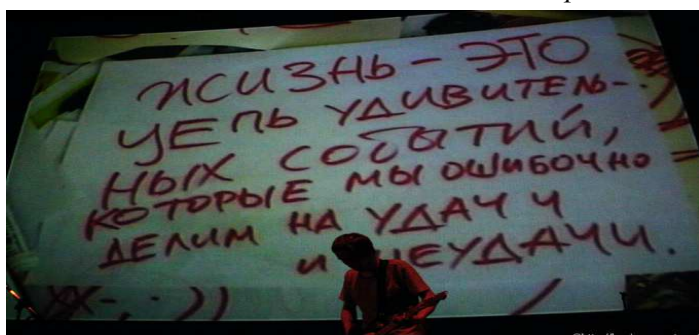 ЖИЗНЬ - ЭТО
ЦЕПЬ УДИВИТЕЛЬ-
НЫХ СОБЫТИЙ,
КОТОРЫЕ МЫ ОШИБОЧНО
ДЕЛИМ НА УДАЧИ
И НЕУДАЧИ.